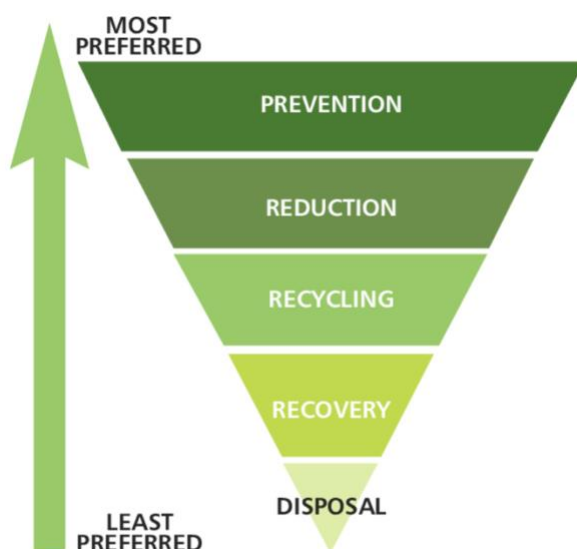 MOST
PREFERRED
PREVENTION
REDUCTION
RECYCLING
RECOVERY
DISPOSAL
LEAST
PREFERRED